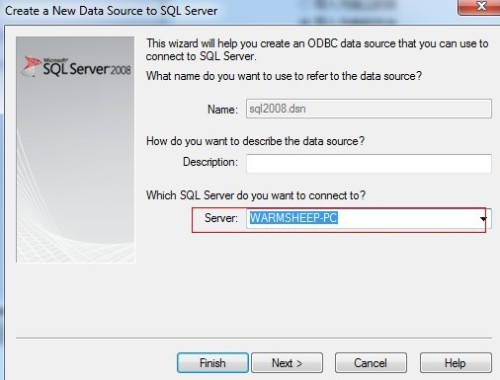 Create a New Data Source to SQL Server
This wizard will help you create an ODBC data source that you can use to
connect to SQL Server.
What name do you want to use to refer to the data source?
Microsoft
SQL Server 2008
Name: sql2008.dsn
How do you want to describe the data source?
Description:
Which SQL Server do you want to connect to?
Server: WARMSHEEP-PC
Finish
Next >
Cancel
Help